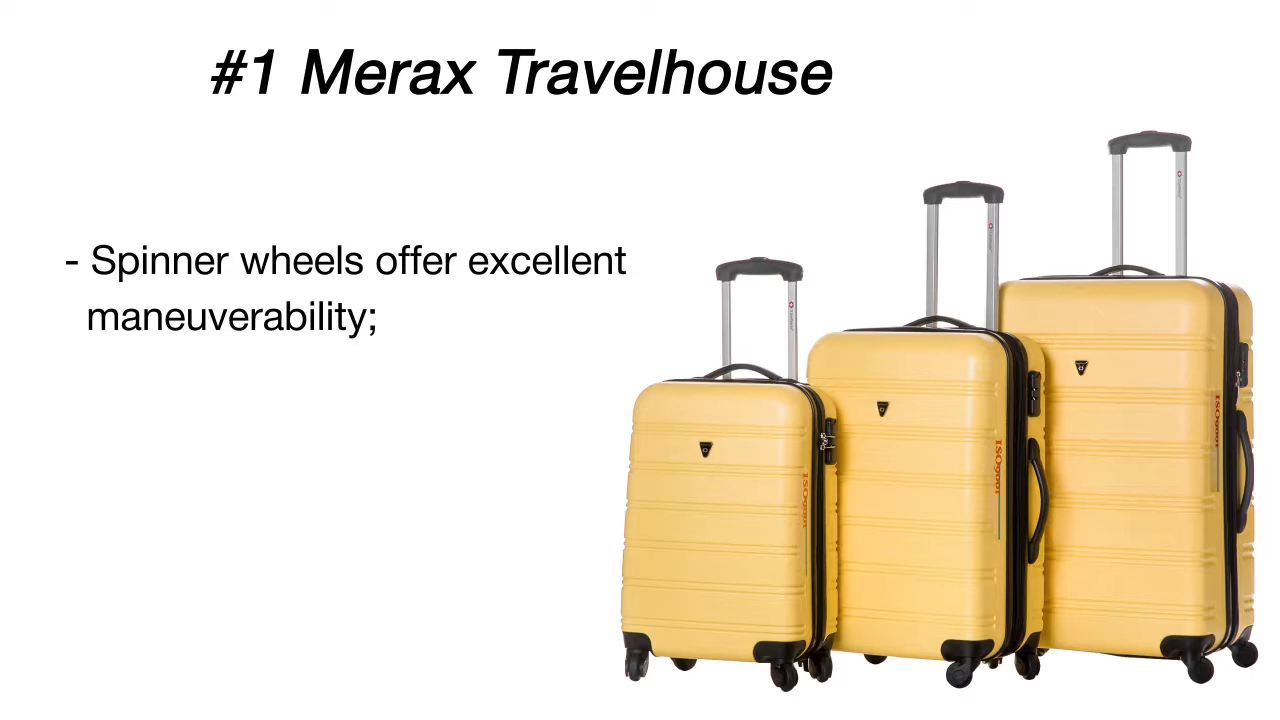 #1 Merax Travelhouse
- Spinner wheels offer excellent
maneuverability;